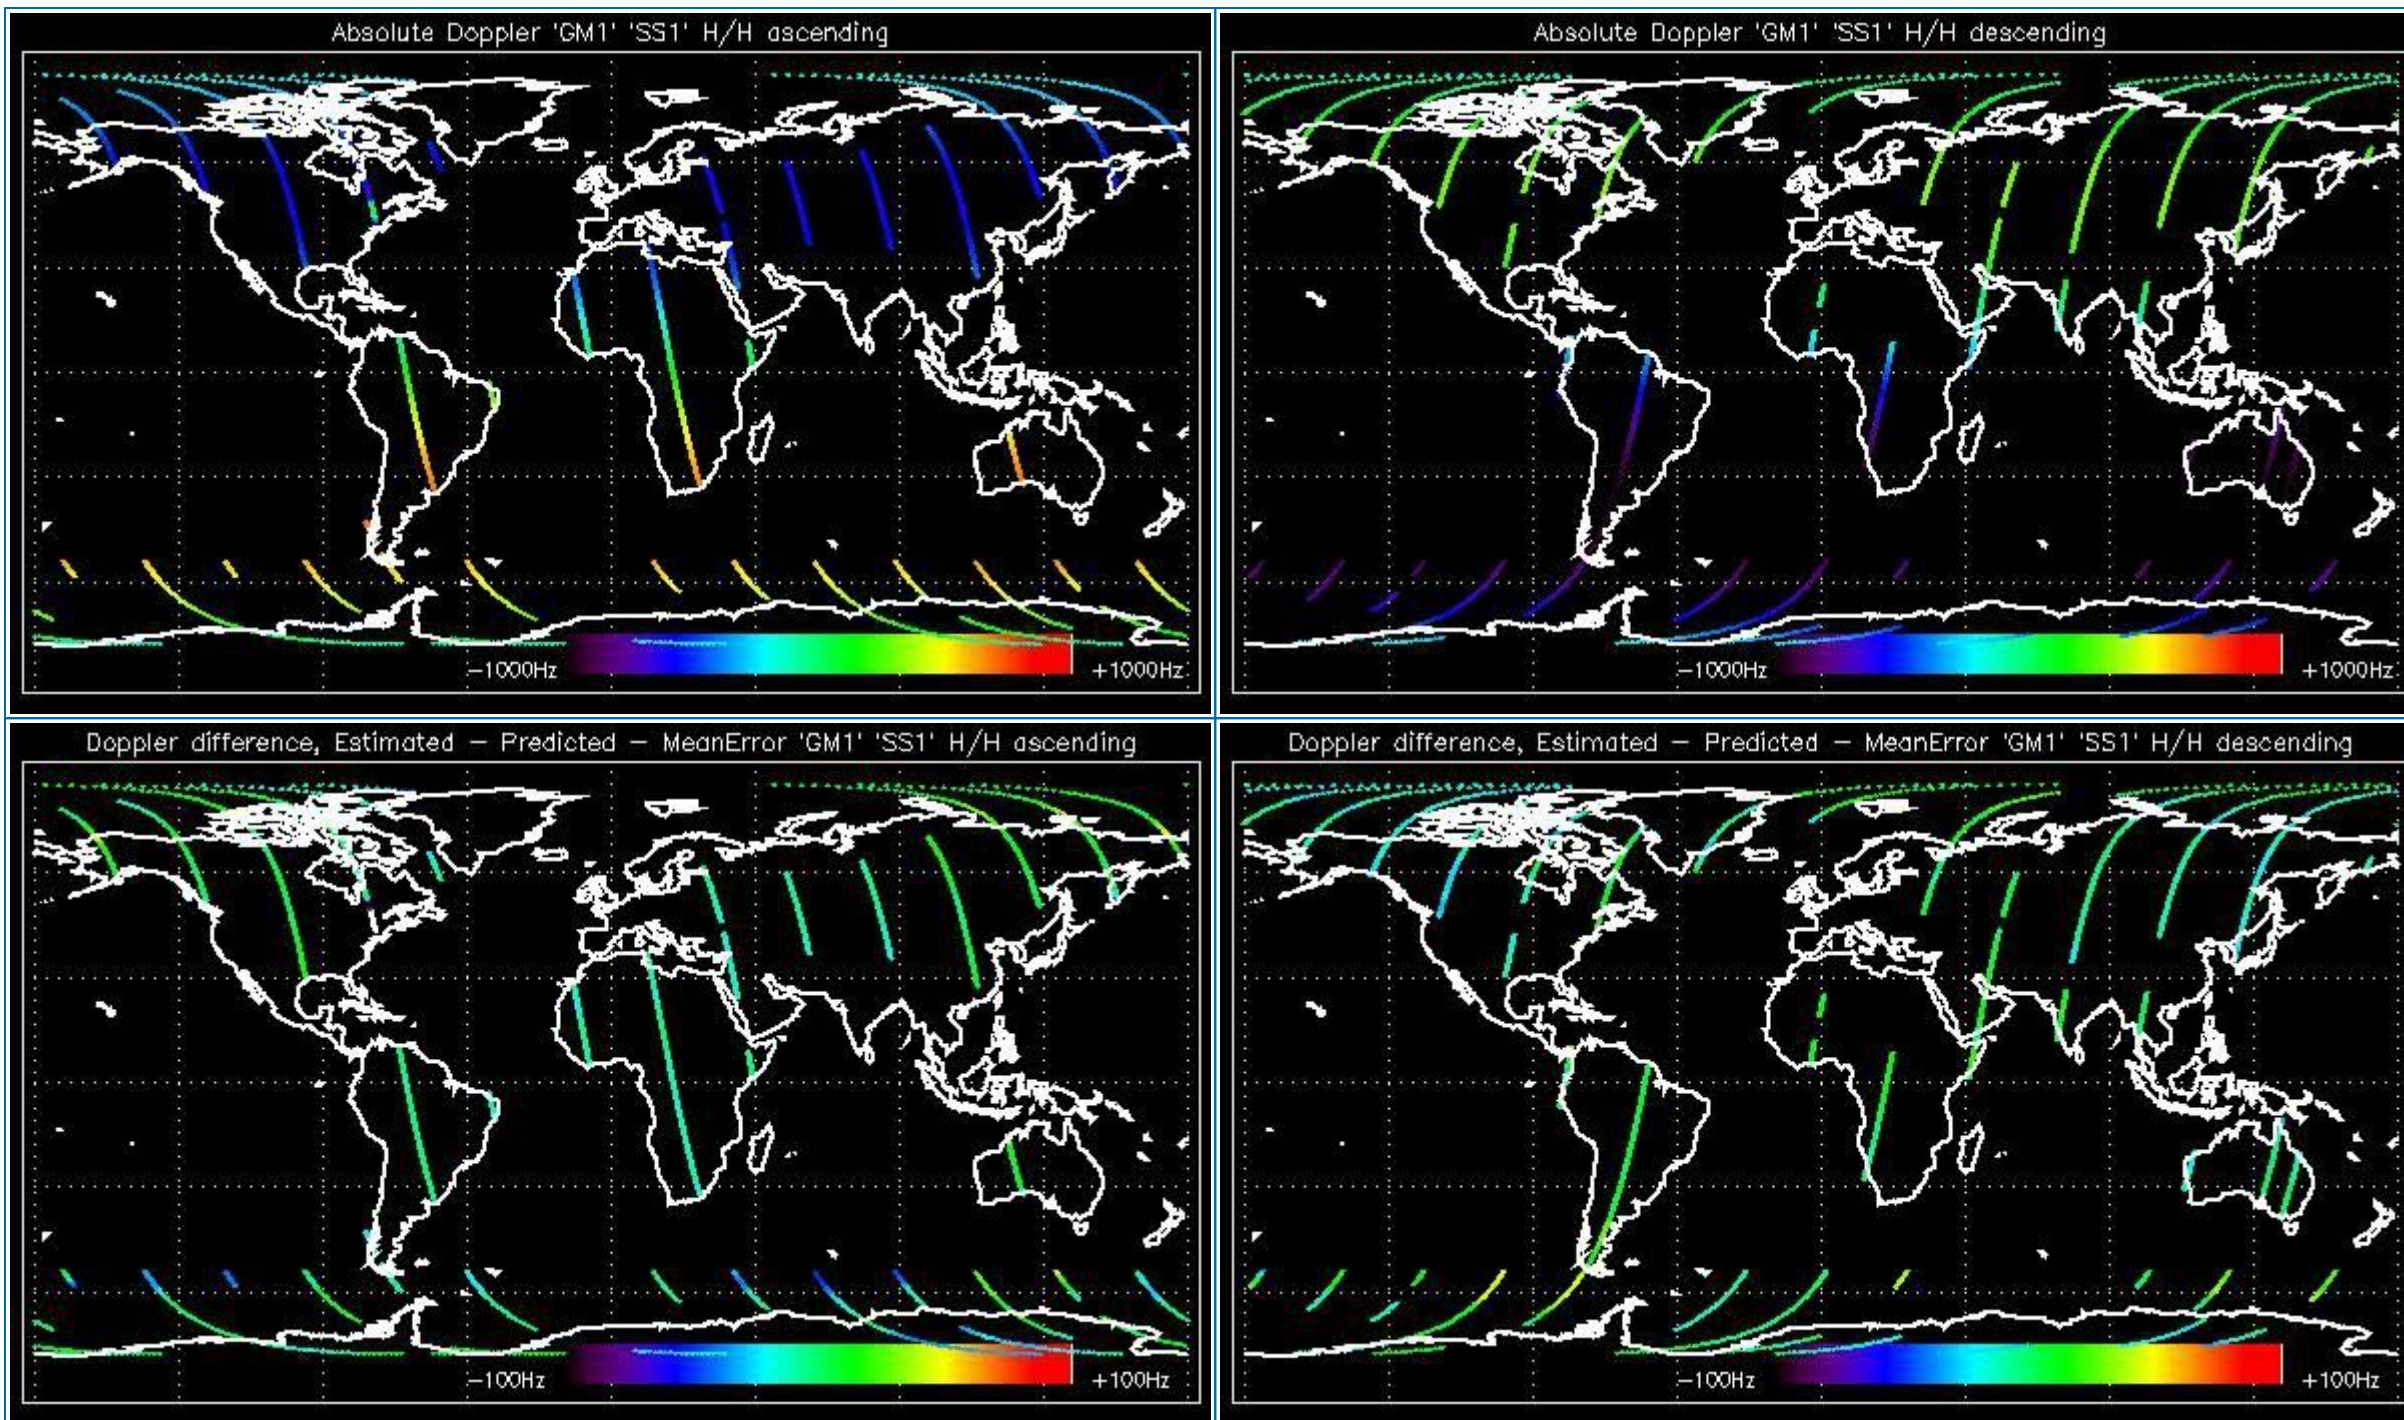 Absolute Doppler 'GM1' 'SS1' H/H ascending
−1000Hz
+1000Hz
Absolute Doppler 'GM1' 'SS1' H/H descending
−1000Hz
+1000Hz
Doppler difference, Estimated − Predicted − MeanError 'GM1' 'SS1' H/H ascending
−100Hz
+100Hz
Doppler difference, Estimated − Predicted − MeanError 'GM1' 'SS1' H/H descending
−100Hz
+100Hz